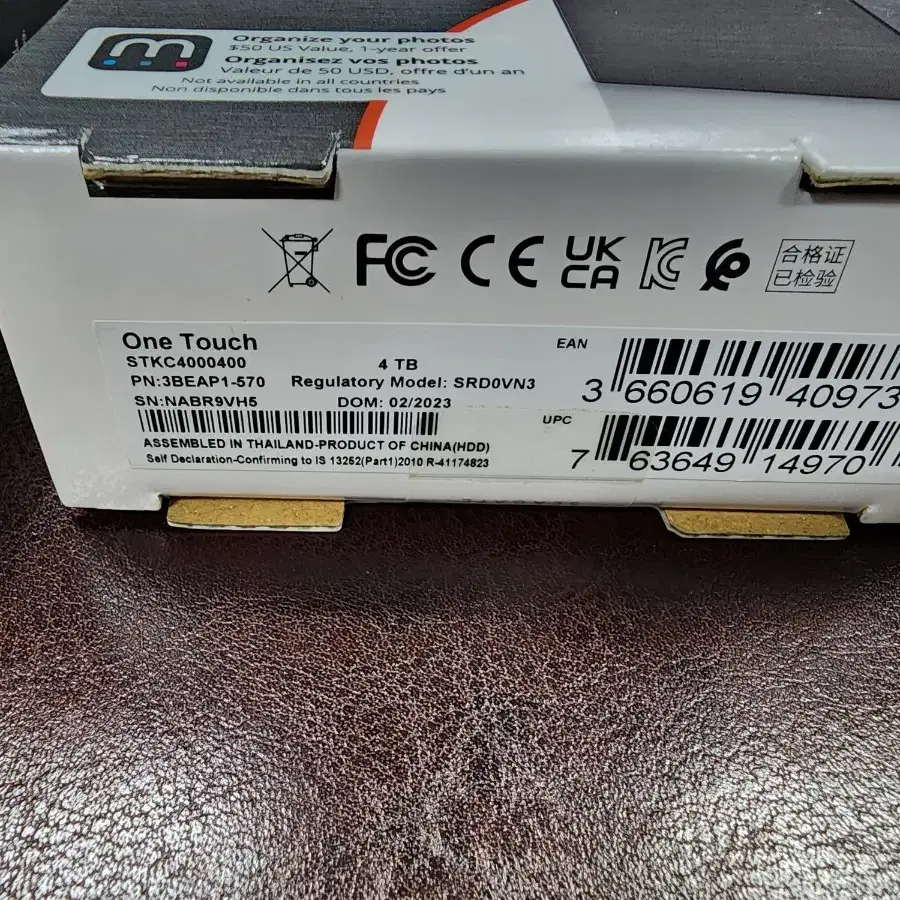 Organize your photos
$50 US Value, 1-year offer
Organisez vos photos
Valeur de 50 USD, offre d'un an
Not available in all countries
Non disponible dans tous les pays
FC CE UK CA
合格证
已检验
One Touch
STKC4000400 4 TB
PN:3BEAP1-570 Regulatory Model: SRD0VN3
SN:NABR9VH5 DOM: 02/2023
ASSEMBLED IN THAILAND-PRODUCT OF CHINA(HDD)
Self Declaration-Confirming to IS 13252(Part1)2010 R-41174823
EAN
3 660619 40973
UPC
7 63649 14970